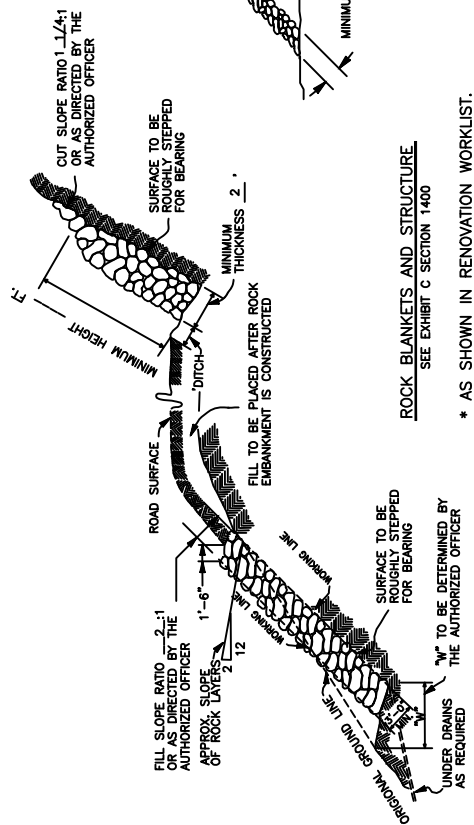 CUT SLOPE RATIO 1 1/4:1
OR AS DIRECTED BY THE
AUTHORIZED OFFICER
SURFACE TO BE
ROUGHLY STEPPED
FOR BEARING
MINIMUM
THICKNESS 2 '
MINIMUM HEIGHT FT.
'DITCH
FILL TO BE PLACED AFTER ROCK
EMBANKMENT IS CONSTRUCTED
ROAD SURFACE
1'-6"
FILL SLOPE RATIO 2:1
OR AS DIRECTED BY THE
AUTHORIZED OFFICER
APPROX. SLOPE
OF ROCK LAYERS
2
12
WORKING LINE
WORKING LINE
ORIGIONAL GROUND LINE
SURFACE TO BE
ROUGHLY STEPPED
FOR BEARING
"W"
"W" TO BE DETERMINED BY
THE AUTHORIZED OFFICER
UNDER DRAINS
AS REQUIRED
MINIMU
ROCK BLANKETS AND STRUCTURE
SEE EXHIBIT C SECTION 1400
* AS SHOWN IN RENOVATION WORKLIST.